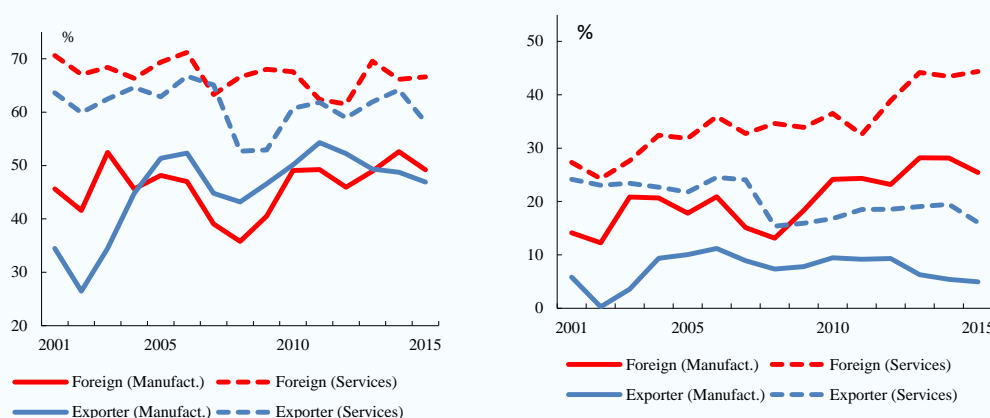 %
70
60
50
40
30
20
2001 2005 2010 2015
Foreign (Manufact.) Foreign (Services)
Exporter (Manufact.) Exporter (Services)
%
50
40
30
20
10
0
2001 2005 2010 2015
Foreign (Manufact.) Foreign (Services)
Exporter (Manufact.) Exporter (Services)